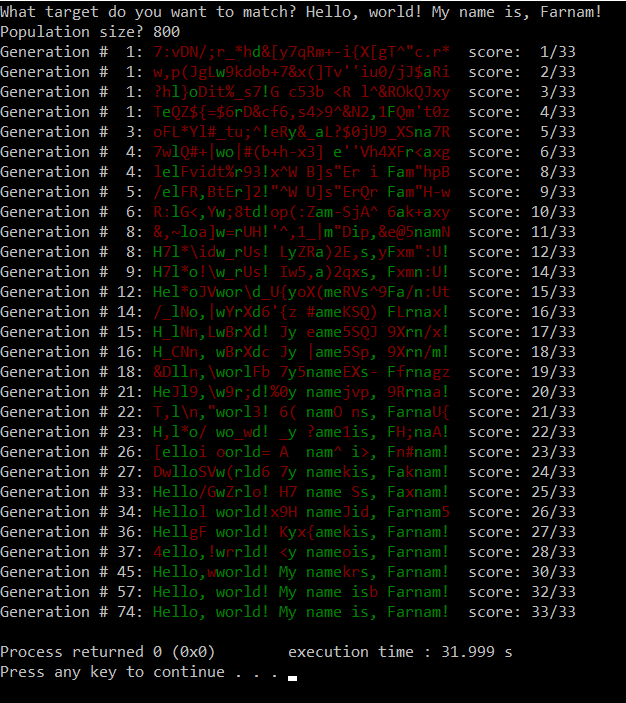 What target do you want to match? Hello, world! My name is, Farnam!
Population size? 800
Generation #  1: 7:vDN/;r_*hd&[y7qRm+-i{X[gT^"c.r*  score:  1/33
Generation #  1: w,p(JgLw9kdob+7&x(]Tv''iu0/jJ$aRi  score:  2/33
Generation #  1: ?hl}oDit%_s7!G c53b <R l^&ROkQJxy  score:  3/33
Generation #  1: TeQZ${=$6rD&cf6,s4>9^&N2,1FQm't0z  score:  4/33
Generation #  3: oFL*Yl#_tu;^!eRy&_aL?$0jU9_XSna7R  score:  5/33
Generation #  4: 7wlQ#+|wo|#(b+h-x3] e''Vh4XFr<axg  score:  6/33
Generation #  4: lelFvidt%r93!x^W B]s"Er i Fam"hpB  score:  8/33
Generation #  5: /elFR,BtEr]2!"^W U]s"ErQr Fam"H-w  score:  9/33
Generation #  6: R:lG<,Yw;8td!op(:Zam-SjA^ 6ak+axy  score: 10/33
Generation #  8: &,~loa]w=rUH!'^,1_|m"Dip,&e@5namN  score: 11/33
Generation #  8: H7l*\idw_rUs! LyZRa)2E,s,yFxm":U!  score: 12/33
Generation #  9: H7l*o!\w_rUs! Iw5,a)2qxs, Fxmn:U!  score: 14/33
Generation # 12: Hel*oJVwor\d_U{yoX(meRVs^9Fa/n:Ut  score: 15/33
Generation # 14: /_lNo,|wYrXd6'{z #ameKSQ) FLrnax!  score: 16/33
Generation # 15: H_lNn,LwBrXd! Jy eame5SQJ 9Xrn/x!  score: 17/33
Generation # 16: H_CNn, wBrXdc Jy |ame5Sp, 9Xrn/m!  score: 18/33
Generation # 18: &Dlln,\worlFb 7y5nameEXs- Ffrnagz  score: 19/33
Generation # 21: HeJl9,\w9r;d!%0y namejvp, 9Rrnaa!  score: 20/33
Generation # 22: T,l\n,"worl3! 6( namO ns, FarnaU{  score: 21/33
Generation # 23: H,l*o/ wo_wd! _y ?ame1is, FH;naA!  score: 22/33
Generation # 26: [elloi oorld= A  nam^ i>, Fn#nam!  score: 23/33
Generation # 27: DwlloSVw(rld6 7y namekis, Faknam!  score: 24/33
Generation # 33: Hello/GwZrlo! H7 name Ss, Faxnam!  score: 25/33
Generation # 34: Hellol world!x9H nameJid, Farnam5  score: 26/33
Generation # 36: HellgF world! Kyx{amekis, Farnam!  score: 27/33
Generation # 37: 4ello,!wrrld! <y nameois, Farnam!  score: 28/33
Generation # 45: Hello,wworld! My namekrs, Farnam!  score: 30/33
Generation # 57: Hello, world! My name isb Farnam!  score: 32/33
Generation # 74: Hello, world! My name is, Farnam!  score: 33/33
Process returned 0 (0x0)        execution time : 31.999 s
Press any key to continue . . .